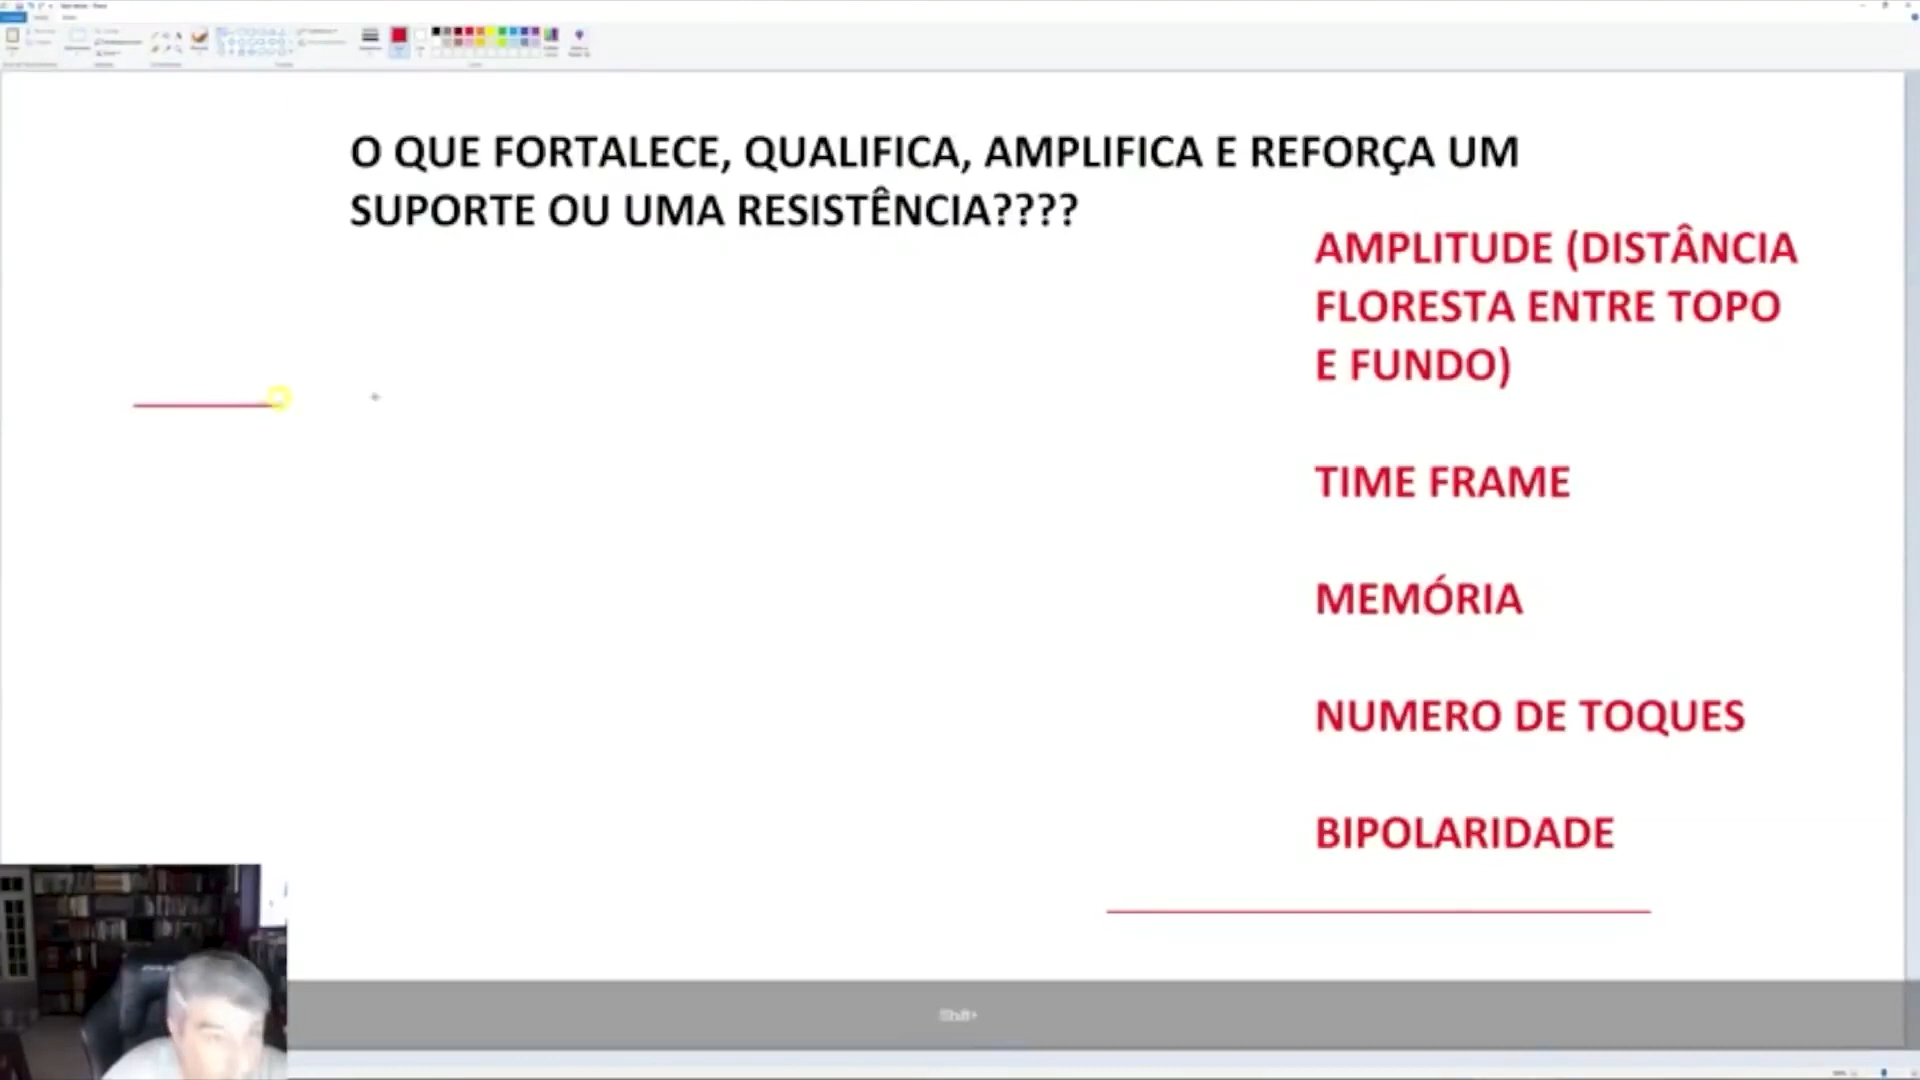 O QUE FORTALECE, QUALIFICA, AMPLIFICA E REFORÇA UM
SUPORTE OU UMA RESISTÊNCIA????
AMPLITUDE (DISTÂNCIA
FLORESTA ENTRE TOPO
E FUNDO)
TIME FRAME
MEMÓRIA
NUMERO DE TOQUES
BIPOLARIDADE
Shift+